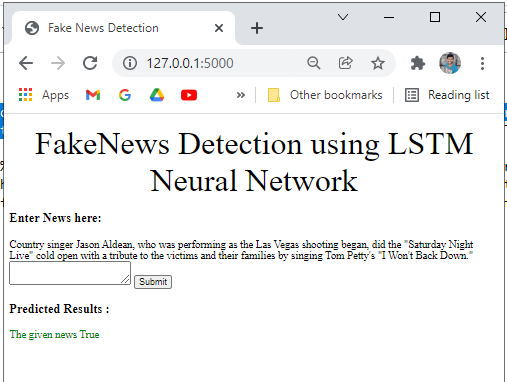 Fake News Detection
127.0.0.1:5000
Apps
»
Other bookmarks
Reading list
FakeNews Detection using LSTM
Neural Network
Enter News here:
Country singer Jason Aldean, who was performing as the Las Vegas shooting began, did the "Saturday Night
Live" cold open with a tribute to the victims and their families by singing Tom Petty's "I Won't Back Down."
Submit
Predicted Results :
The given news True